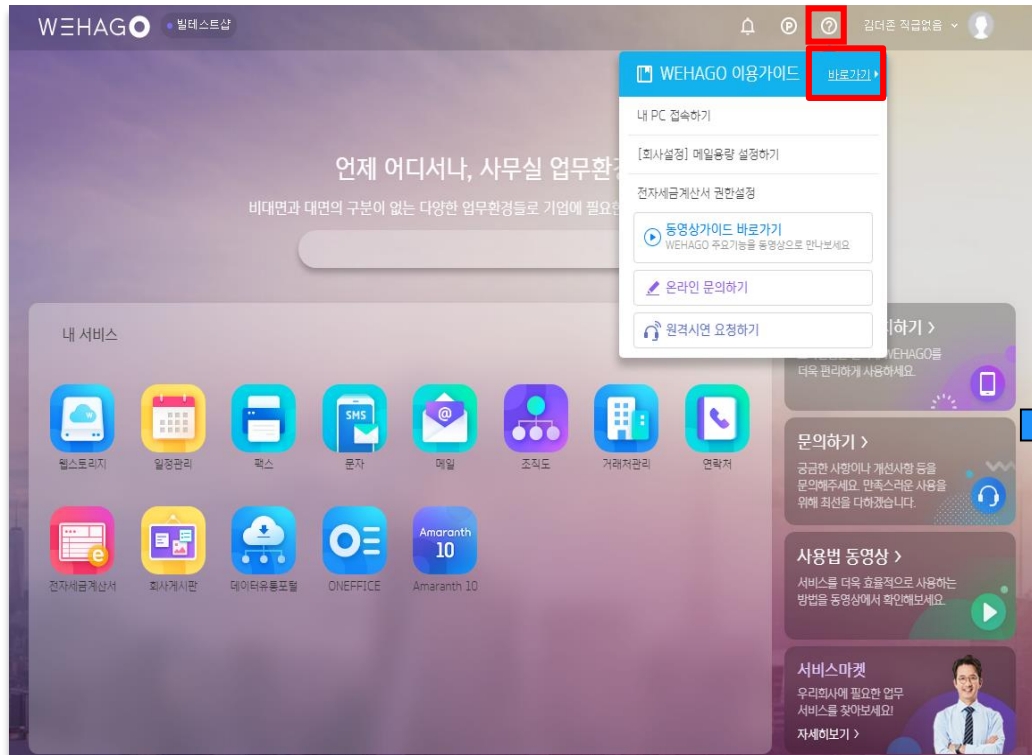 WEHAGO
빌테스트샵
김더존 직급없음
WEHAGO 이용가이드 바로가기
내 PC 접속하기
[회사설정] 메일용량 설정하기
전자세금계산서 권한설정
동영상가이드 바로가기
WEHAGO 주요기능을 동영상으로 만나보세요
온라인 문의하기
원격시연 요청하기
언제 어디서나, 사무실 업무환
비대면과 대면의 구분이 없는 다양한 업무환경들로 기업에 필요한
내 서비스
SMS
웹스토리지 일정관리 팩스 문자 메일 조직도 거래처관리 연락처
Amaranth
10
전자세금계산서 회사게시판 데이터유통포털 ONEFFICE Amaranth 10
하기 >
WEHAGO를
더욱 편리하게 사용하세요.
문의하기 >
궁금한 사항이나 개선사항 등을
문의해주세요. 만족스러운 사용을
위해 최선을 다하겠습니다.
사용법 동영상 >
서비스를 더욱 효율적으로 사용하는
방법을 동영상에서 확인해보세요.
서비스마켓
우리회사에 필요한 업무
서비스를 찾아보세요!
자세히보기 >